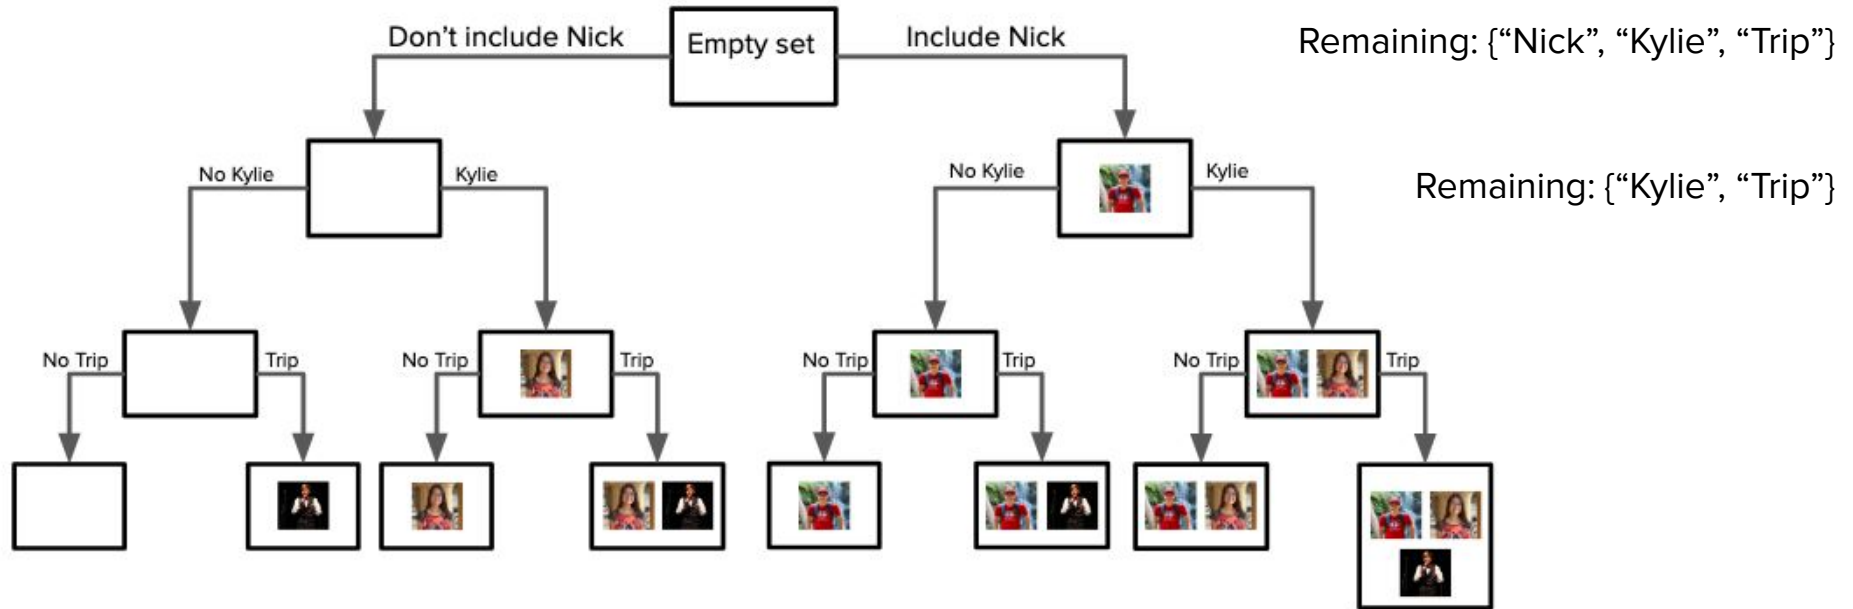 Don’t include Nick
Empty set
Include Nick
Remaining: {“Nick”, “Kylie”, “Trip”}
No Kylie
Kylie
No Kylie
Kylie
Remaining: {“Kylie”, “Trip”}
No Trip
Trip
No Trip
Trip
No Trip
Trip
No Trip
Trip